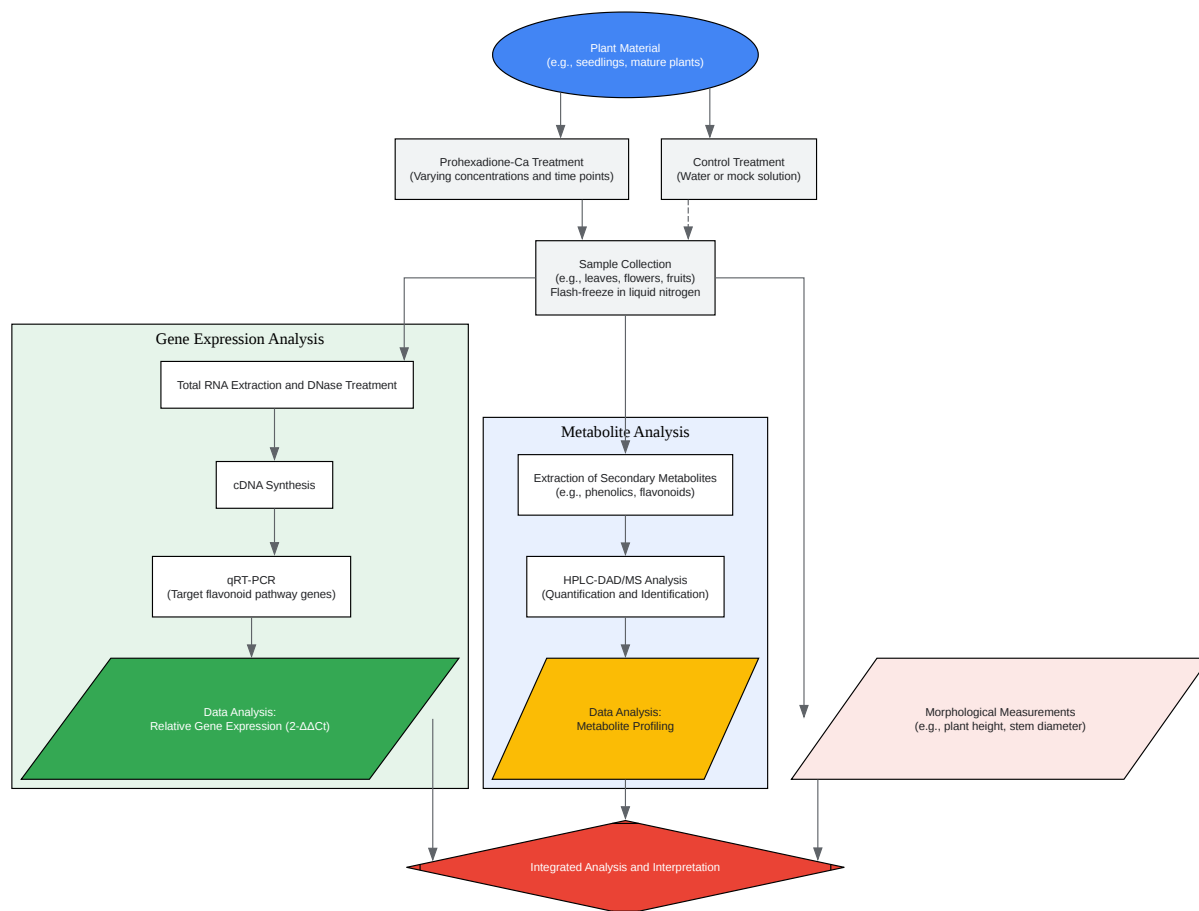 Plant Material
(e.g., seedlings, mature plants)
Prohexadione-Ca Treatment
(Varying concentrations and time points)
Control Treatment
(Water or mock solution)
Sample Collection
(e.g., leaves, flowers, fruits)
Flash-freeze in liquid nitrogen
Gene Expression Analysis
Total RNA Extraction and DNase Treatment
cDNA Synthesis
qRT-PCR
(Target flavonoid pathway genes)
Data Analysis:
Relative Gene Expression (2-ΔΔCt)
Metabolite Analysis
Extraction of Secondary Metabolites
(e.g., phenolics, flavonoids)
HPLC-DAD/MS Analysis
(Quantification and Identification)
Data Analysis:
Metabolite Profiling
Morphological Measurements
(e.g., plant height, stem diameter)
Integrated Analysis and Interpretation